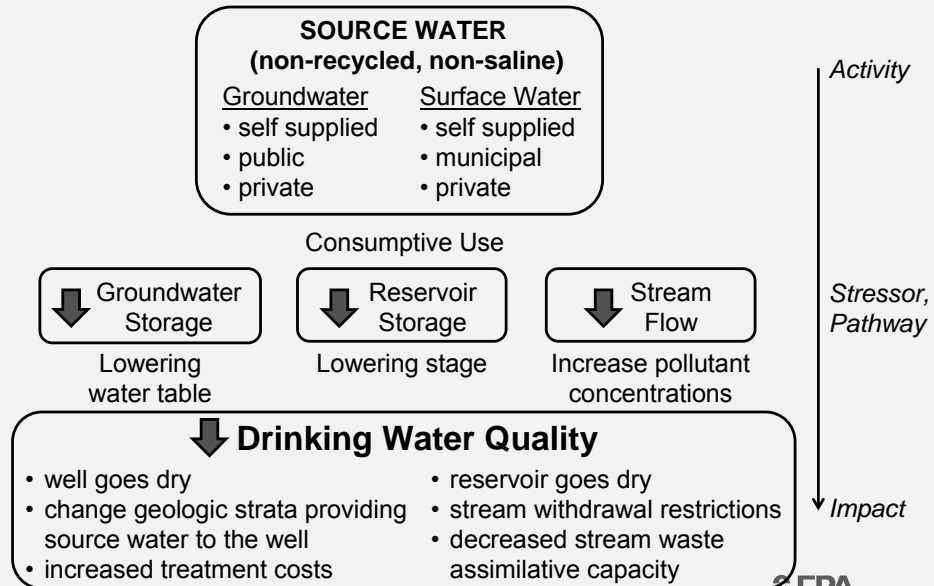 SOURCE WATER
(non-recycled, non-saline)
Groundwater
• self supplied
• public
• private
Surface Water
• self supplied
• municipal
• private
Activity
Consumptive Use
Groundwater
Storage
Reservoir
Storage
Stream
Flow
Stressor,
Pathway
Lowering
water table
Lowering stage
Increase pollutant
concentrations
Drinking Water Quality
• well goes dry
• change geologic strata providing
source water to the well
• increased treatment costs
• reservoir goes dry
• stream withdrawal restrictions
• decreased stream waste
assimilative capacity
Impact
EPA